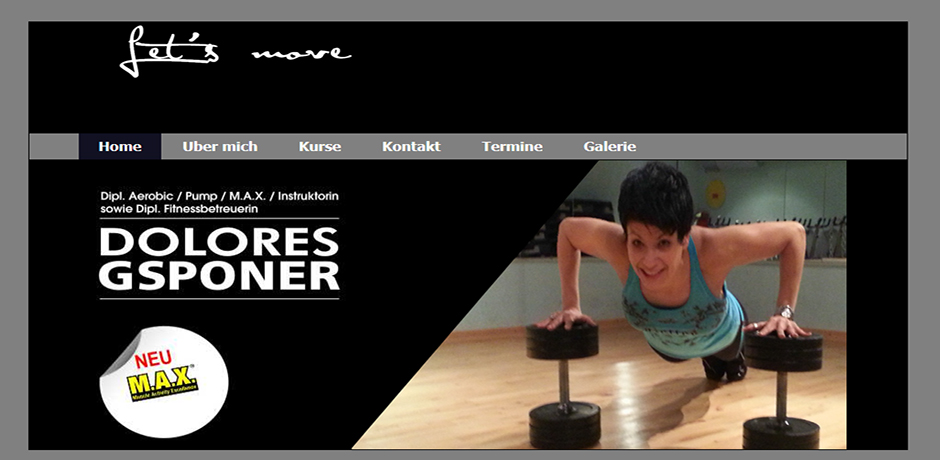 Let's move
Home Uber mich Kurse Kontakt Termine Galerie
Dipl. Aerobic / Pump / M.A.X. / Instruktorin
sowie Dipl. Fitnessbetreuerin
DOLORES
GSPONER
NEU
M.A.X.™
Muscle Activity Excellence